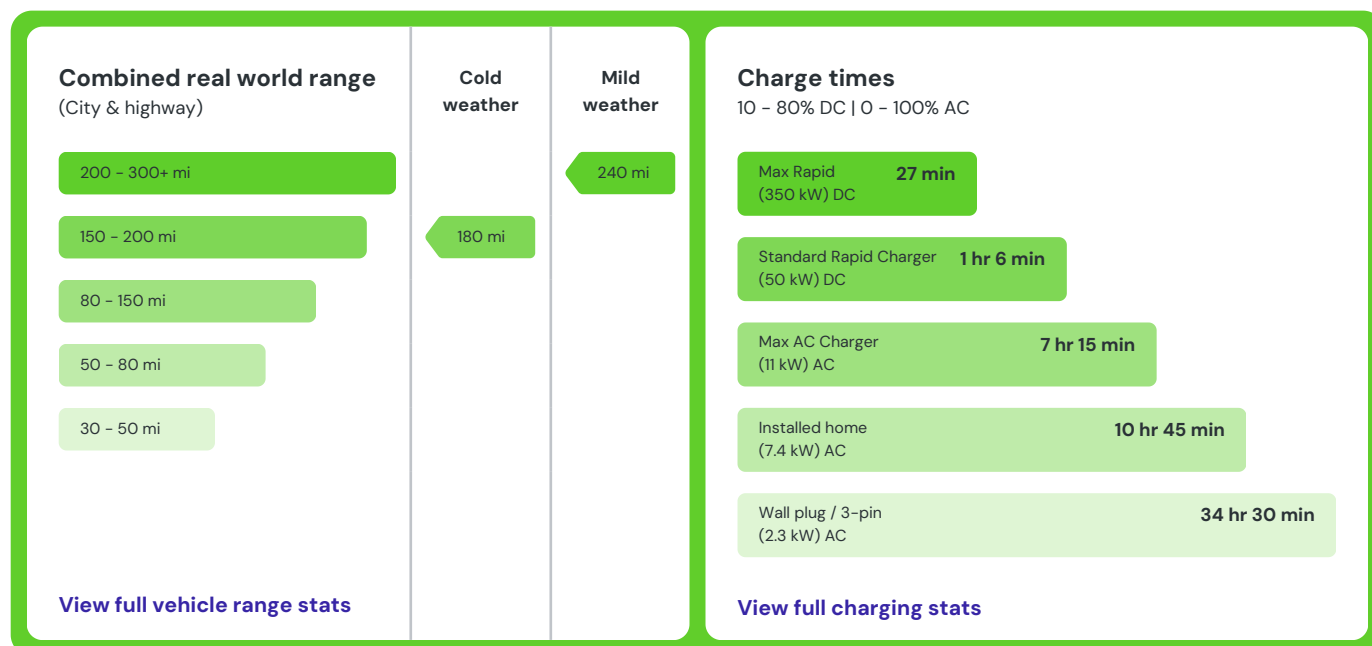 Combined real world range
(City & highway)
Cold
weather
Mild
weather
200 - 300+ mi
240 mi
150 - 200 mi
180 mi
80 - 150 mi
50 - 80 mi
30 - 50 mi
View full vehicle range stats
Charge times
10 - 80% DC | 0 - 100% AC
Max Rapid
(350 kW) DC
27 min
Standard Rapid Charger
(50 kW) DC
1 hr 6 min
Max AC Charger
(11 kW) AC
7 hr 15 min
Installed home
(7.4 kW) AC
10 hr 45 min
Wall plug / 3-pin
(2.3 kW) AC
34 hr 30 min
View full charging stats